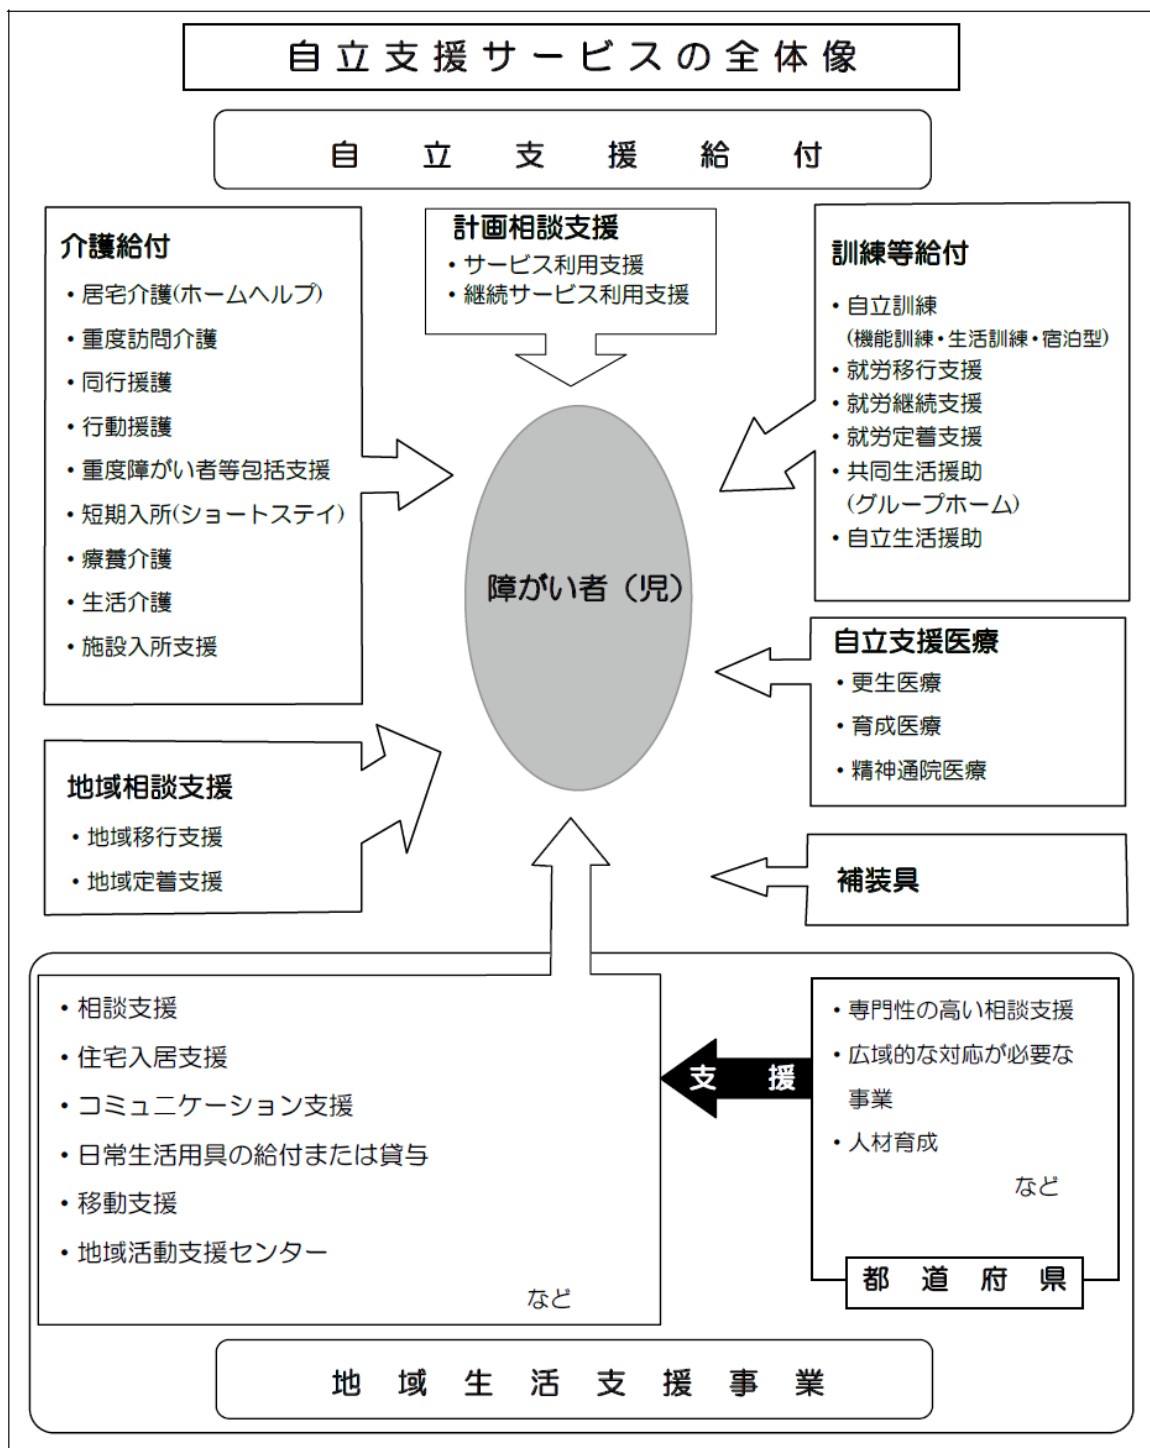 自立支援サービスの全体像
自立支援給付
介護給付
・居宅介護(ホームヘルプ)
・重度訪問介護
・同行援護
・行動援護
・重度障がい者等包括支援
・短期入所(ショートステイ)
・療養介護
・生活介護
・施設入所支援
計画相談支援
・サービス利用支援
・継続サービス利用支援
訓練等給付
・自立訓練
(機能訓練・生活訓練・宿泊型)
・就労移行支援
・就労継続支援
・就労定着支援
・共同生活援助
(グループホーム)
・自立生活援助
障がい者（児）
自立支援医療
・更生医療
・育成医療
・精神通院医療
地域相談支援
・地域移行支援
・地域定着支援
補装具
・相談支援
・住宅入居支援
・コミュニケーション支援
・日常生活用具の給付または貸与
・移動支援
・地域活動支援センター
など
支援
・専門性の高い相談支援
・広域的な対応が必要な
事業
・人材育成
など
都道府県
地域生活支援事業